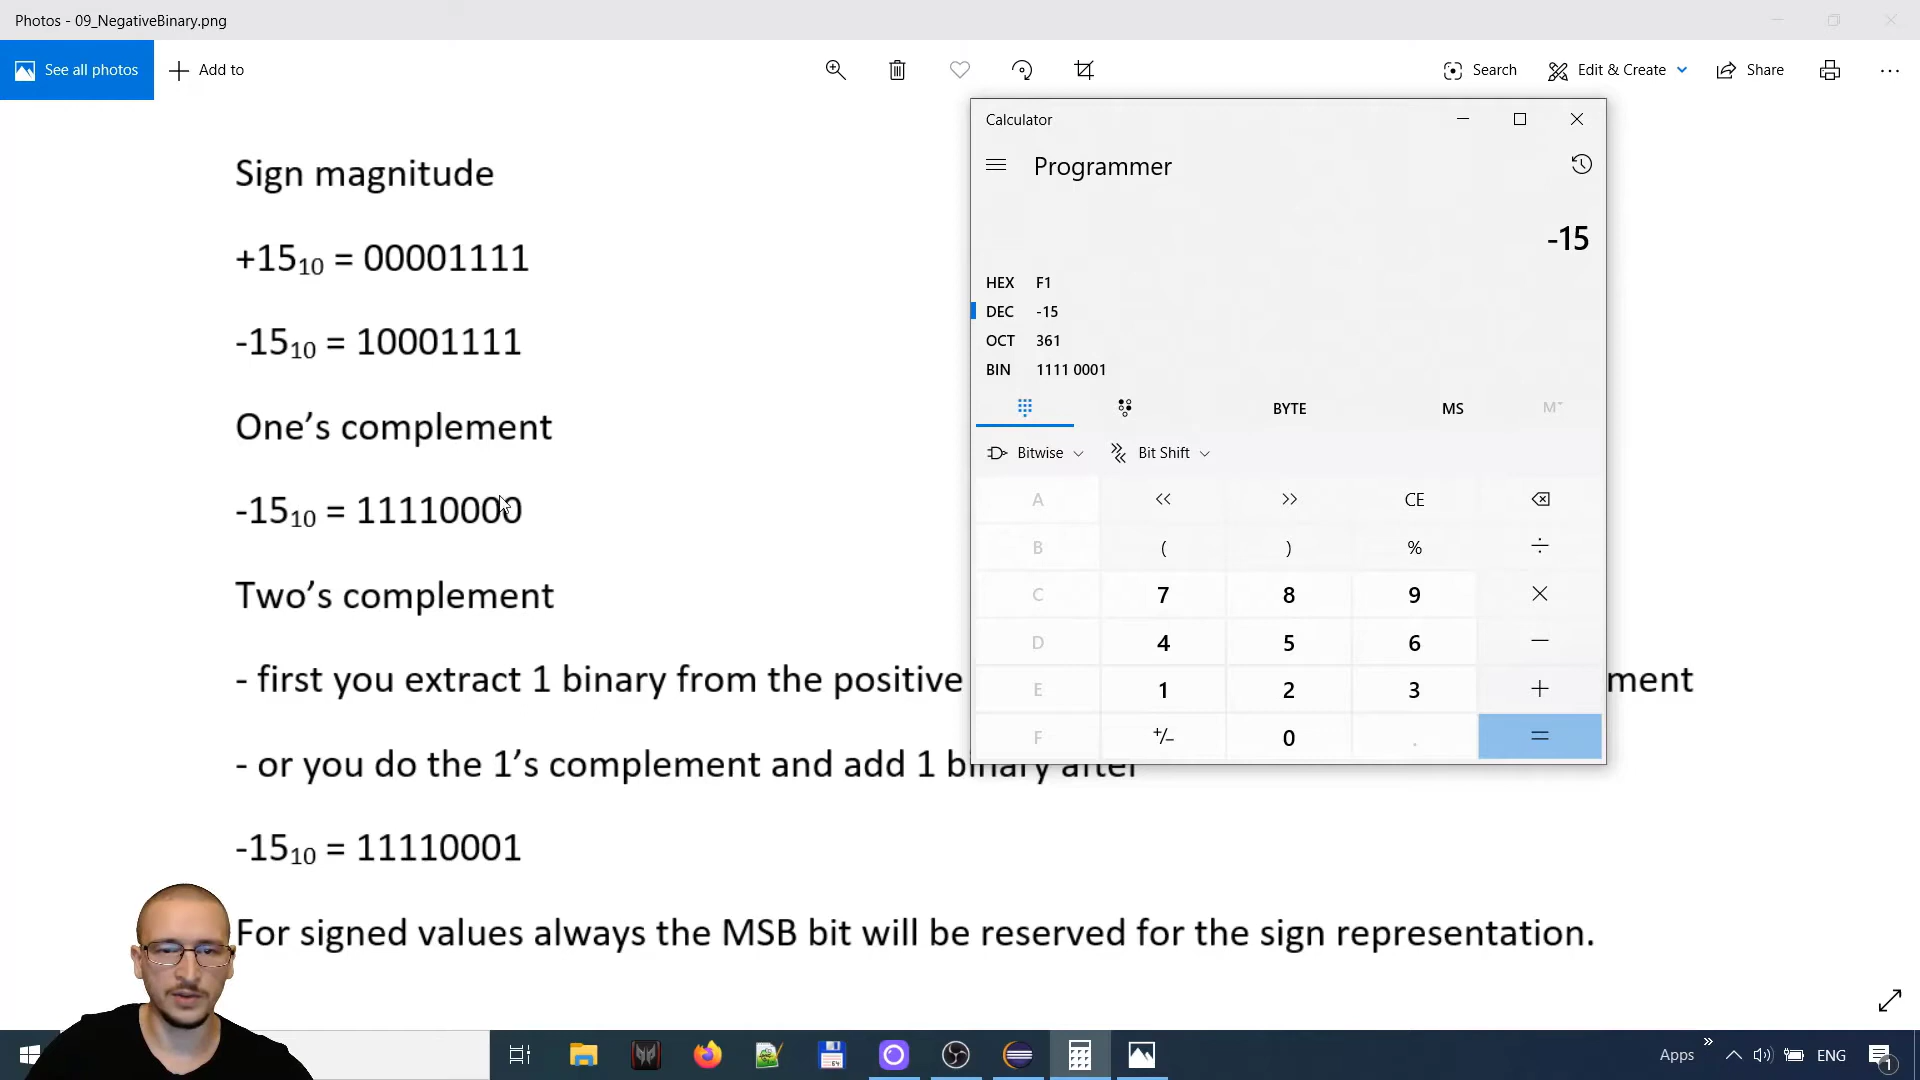 Photos - 09_NegativeBinary.png
See all photos
Add to
Search
Edit & Create
Share
Sign magnitude
+15₁₀ = 00001111
-15₁₀ = 10001111
One’s complement
-15₁₀ = 11110000
Two’s complement
- first you extract 1 binary from the positive
ment
- or you do the 1’s complement and add 1 binary after
-15₁₀ = 11110001
For signed values always the MSB bit will be reserved for the sign representation.
Calculator
Programmer
-15
HEX F1
DEC -15
OCT 361
BIN 1111 0001
BYTE MS M˅
Bitwise Bit Shift
A << >> CE
B ( ) % ÷
C 7 8 9 ×
D 4 5 6 −
E 1 2 3 +
F +/− 0 . =
64
Apps » ENG 1